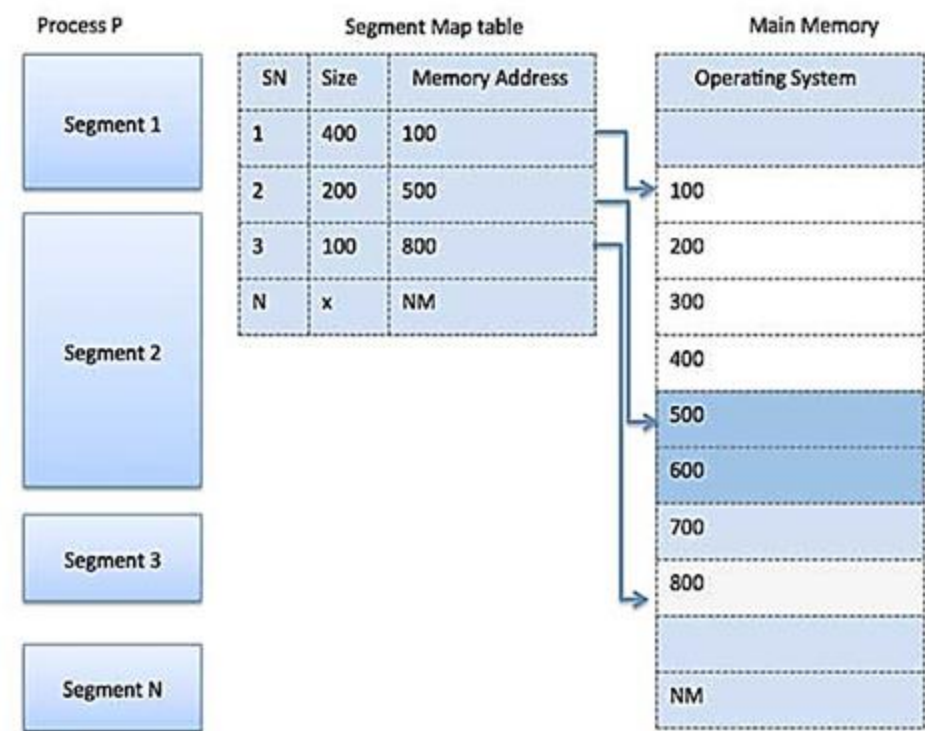 Process P
Segment 1
Segment 2
Segment 3
Segment N
Segment Map table
SN Size Memory Address
1 400 100
2 200 500
3 100 800
N x NM
Main Memory
Operating System
100
200
300
400
500
600
700
800
NM